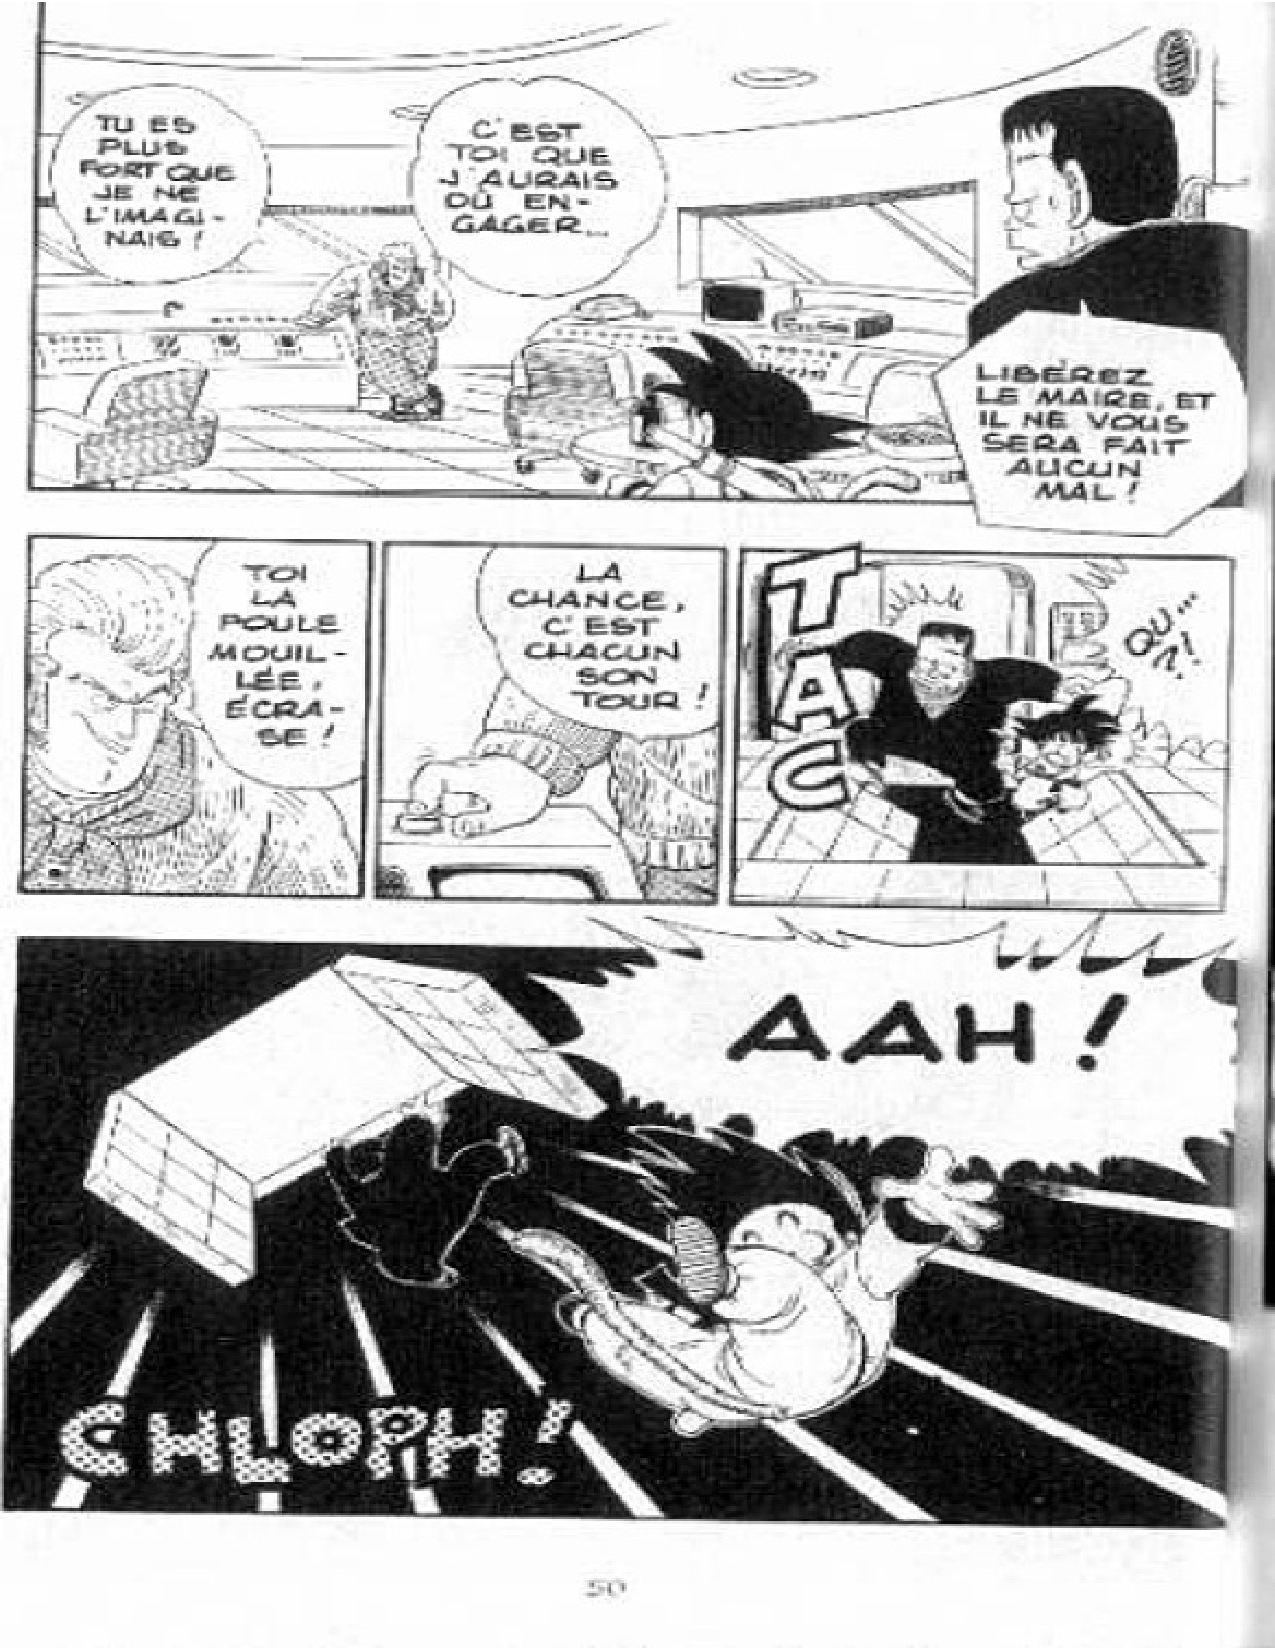 TU ES
PLUS
FORT QUE
JE NE
L'IMAGI-
NAIS !
C'EST
TOI QUE
J'AURAIS
DÛ EN-
GAGER...
LIBÉREZ
LE MAIRE, ET
IL NE VOUS
SERA FAIT
AUCUN
MAL !
TOI
LA
POULE
MOUIL-
LÉE,
ÉCRA-
SE !
LA
CHANCE,
C'EST
CHACUN
SON
TOUR !
TAC
QU...
OI?!
AAH !
CHLOPH !
50